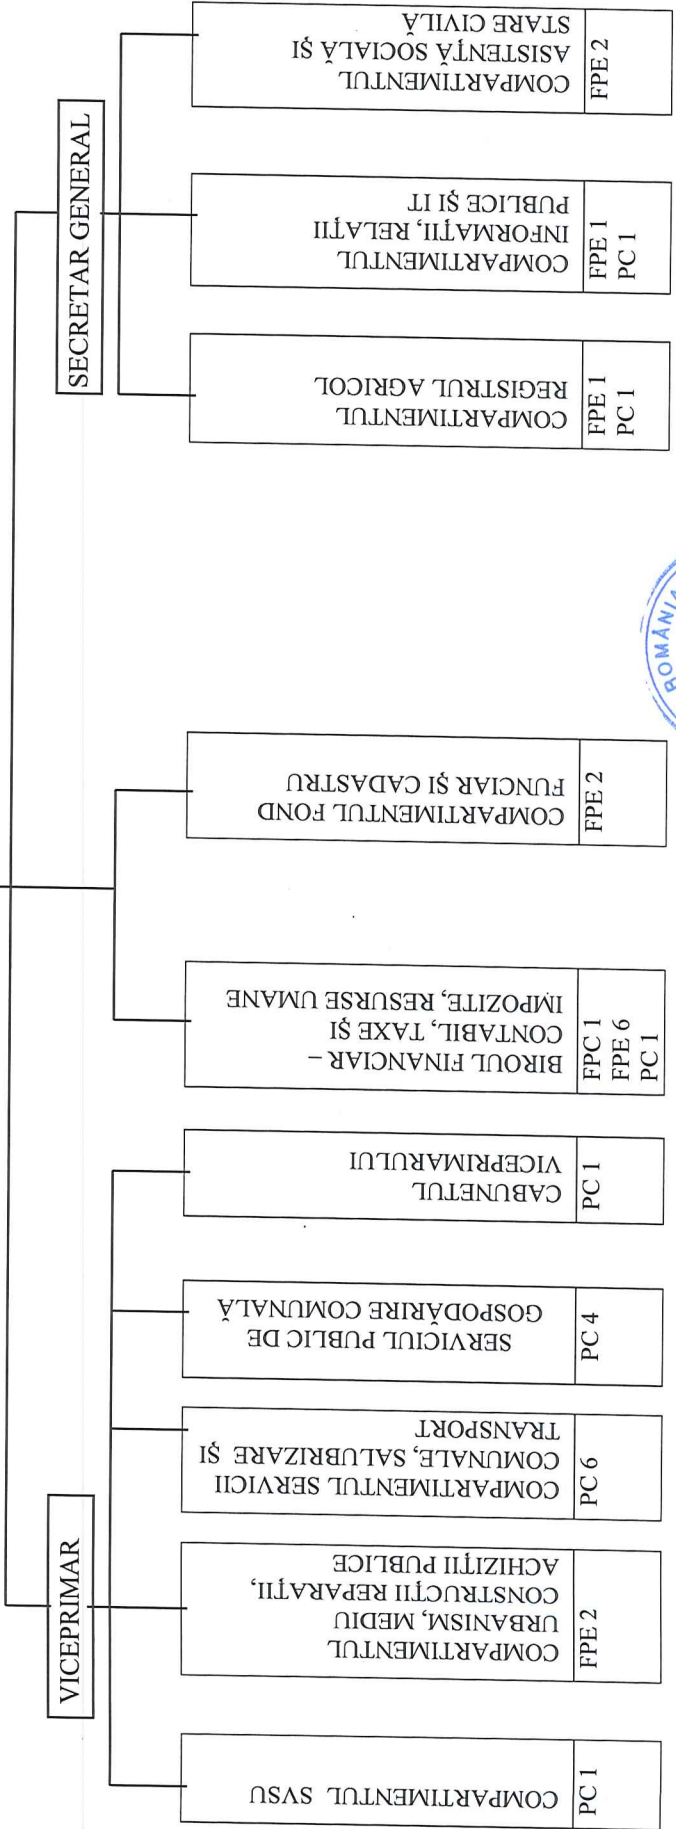 VICEPRIMAR
SECRETAR GENERAL
COMPARTIMENTUL SVSU
PC 1
COMPARTIMENTUL
URBANISM, MEDIU
CONSTRUCȚII REPARAȚII,
ACHIZIȚII PUBLICE
FPE 2
COMPARTIMENTUL SERVICII
COMUNALE, SALUBRIZARE ȘI
TRANSPORT
PC 6
SERVICIUL PUBLIC DE
GOSPODĂRIRE COMUNALĂ
PC 4
CABUNETUL
VICEPRIMARULUI
PC 1
BIROUL FINANCIAR –
CONTABIL, TAXE ȘI
IMPOZITE, RESURSE UMANE
FPC 1
FPE 6
PC 1
COMPARTIMENTUL FOND
FUNCIAR ȘI CADASTRU
FPE 2
COMPARTIMENTUL
REGISTRUL AGRICOL
FPE 1
PC 1
COMPARTIMENTUL
INFORMAȚII, RELAȚII
PUBLICE ȘI IT
FPE 1
PC 1
COMPARTIMENTUL
ASISTENȚĂ SOCIALĂ ȘI
STARE CIVILĂ
FPE 2
ROMÂNIA